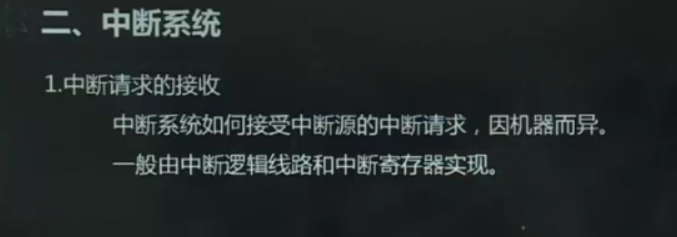 二、中断系统
1.中断请求的接收
中断系统如何接受中断源的中断请求，因机器而异。
一般由中断逻辑线路和中断寄存器实现。